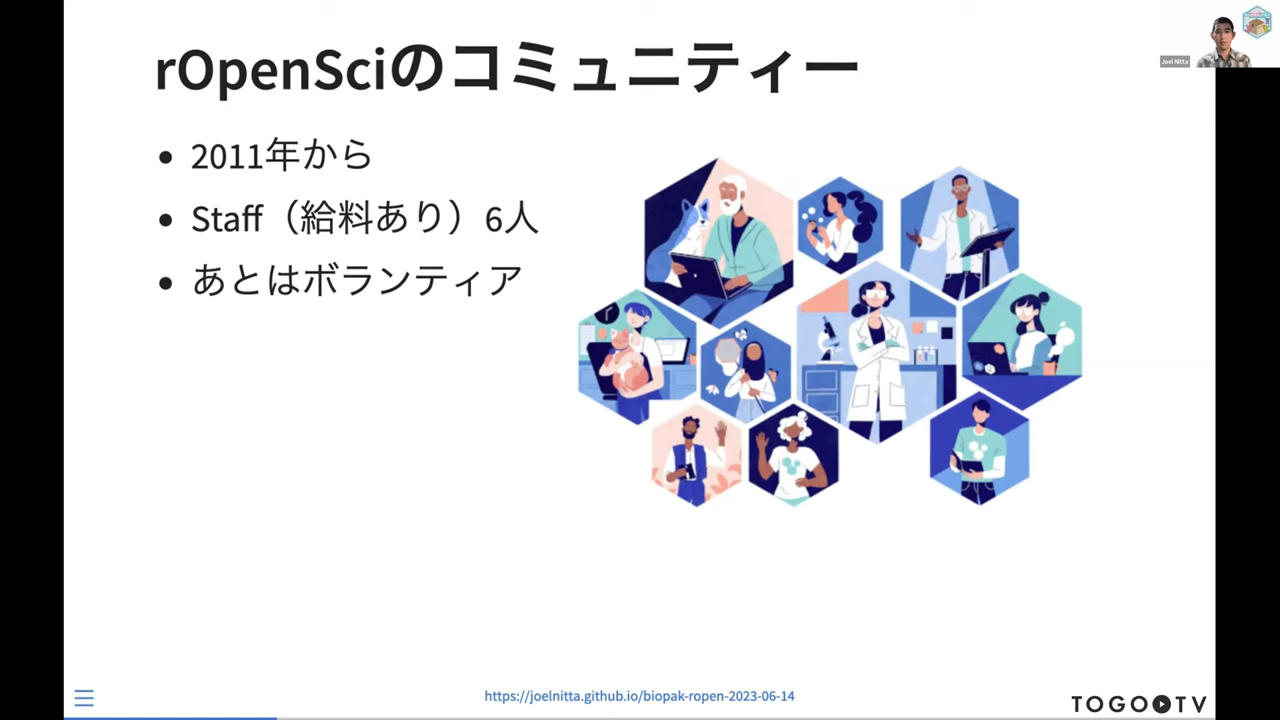 rOpenSciのコミュニティー
Joel Nitta
2011年から
Staff（給料あり）6人
あとはボランティア
https://joelnitta.github.io/biopak-ropen-2023-06-14
TOGOTV